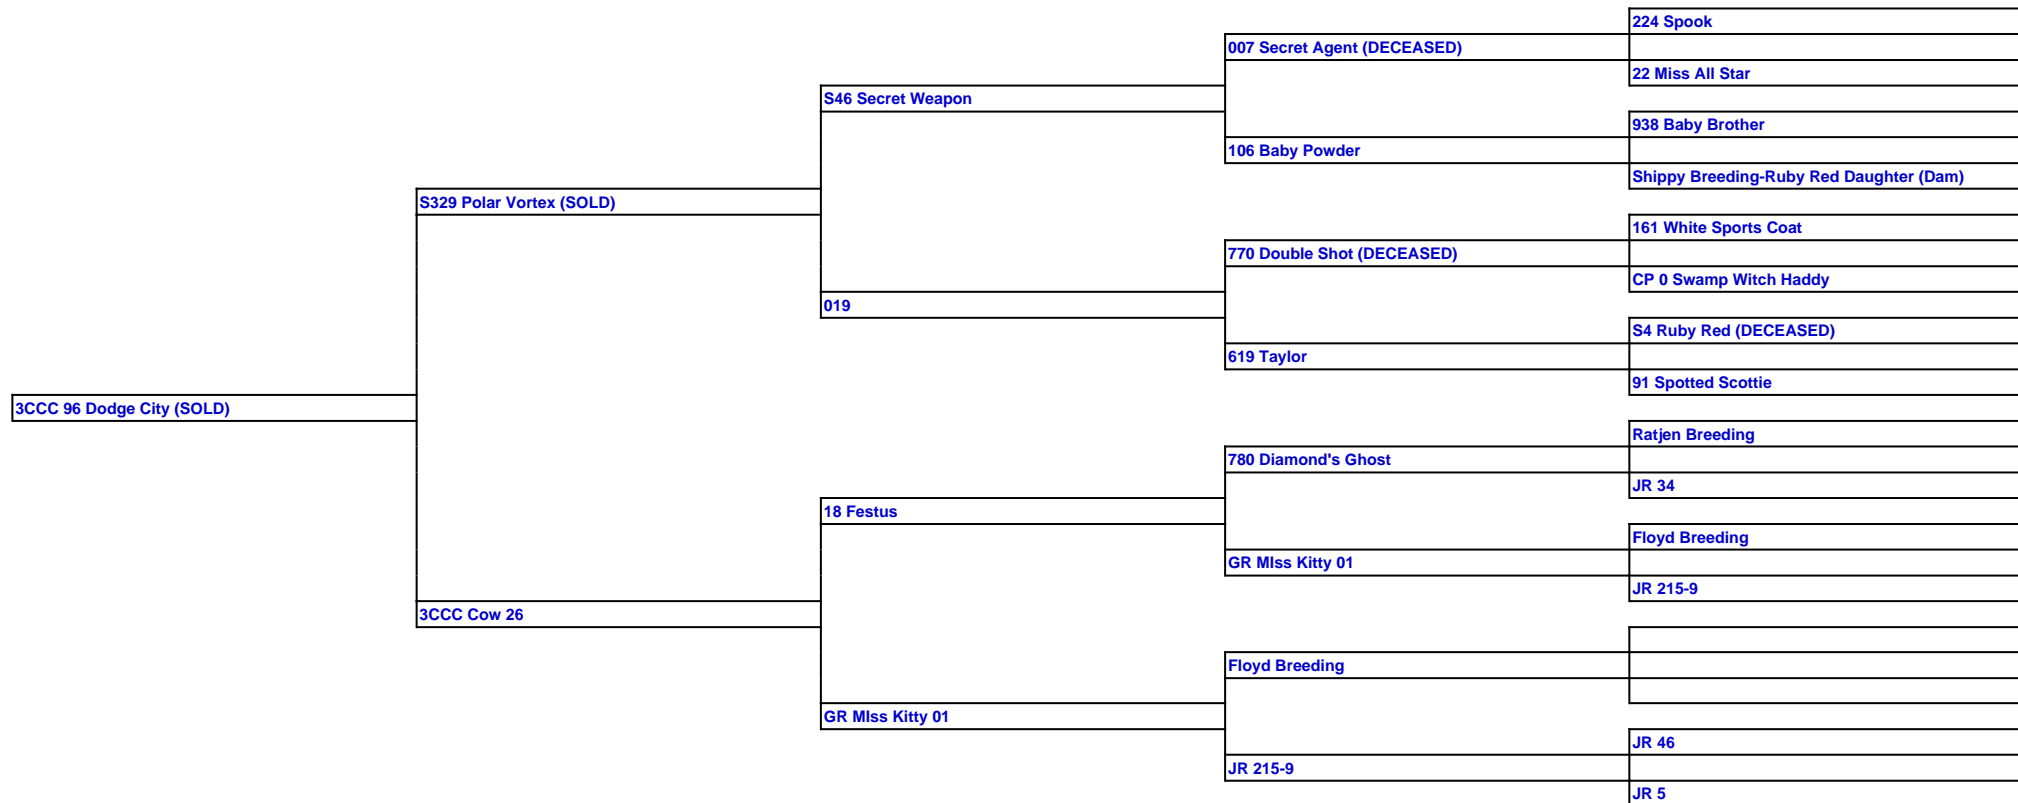 224 Spook
007 Secret Agent (DECEASED)
22 Miss All Star
S46 Secret Weapon
938 Baby Brother
106 Baby Powder
Shippy Breeding-Ruby Red Daughter (Dam)
S329 Polar Vortex (SOLD)
161 White Sports Coat
770 Double Shot (DECEASED)
CP 0 Swamp Witch Haddy
019
S4 Ruby Red (DECEASED)
619 Taylor
91 Spotted Scottie
3CCC 96 Dodge City (SOLD)
Ratjen Breeding
780 Diamond's Ghost
JR 34
18 Festus
Floyd Breeding
GR MIss Kitty 01
JR 215-9
3CCC Cow 26
Floyd Breeding
GR MIss Kitty 01
JR 46
JR 215-9
JR 5